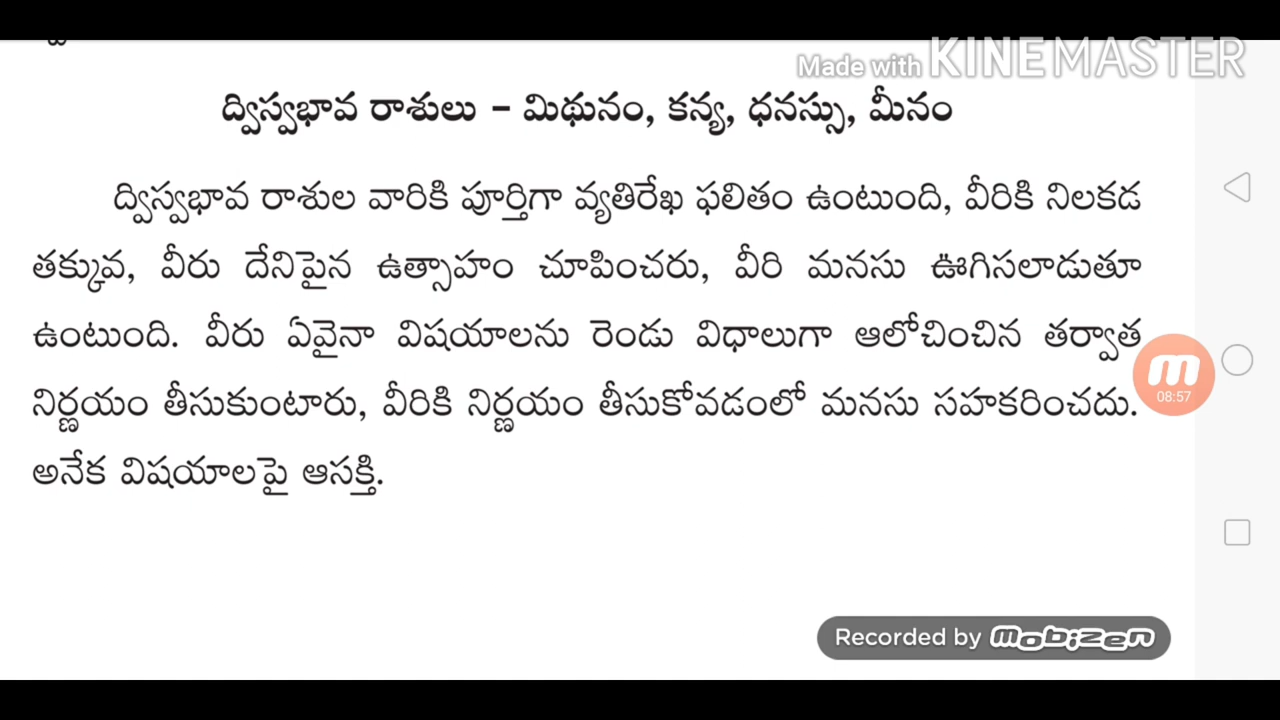 Made with KINEMASTER
ద్విస్వభావ రాశులు – మిథునం, కన్య, ధనస్సు, మీనం
ద్విస్వభావ రాశుల వారికి పూర్తిగా వ్యతిరేఖ ఫలితం ఉంటుంది, వీరికి నిలకడ
తక్కువ, వీరు దేనిపైన ఉత్సాహం చూపించరు, వీరి మనసు ఊగిసలాడుతూ
ఉంటుంది. వీరు ఏవైనా విషయాలను రెండు విధాలుగా ఆలోచించిన తర్వాత
నిర్ణయం తీసుకుంటారు, వీరికి నిర్ణయం తీసుకోవడంలో మనసు సహకరించదు.
అనేక విషయాలపై ఆసక్తి.
08:57
Recorded by mobizen